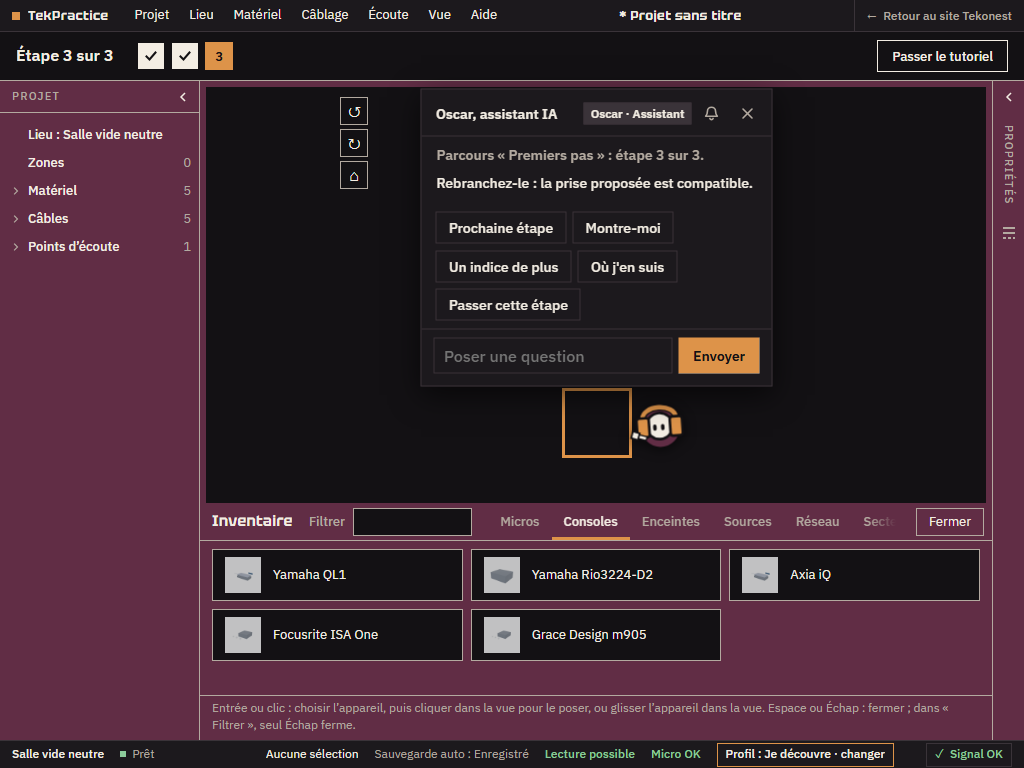 TekPractice
Projet
Lieu
Matériel
Câblage
Écoute
Vue
Aide
* Projet sans titre
← Retour au site Tekonest
Étape 3 sur 3
3
Passer le tutoriel
PROJET
Lieu : Salle vide neutre
Zones 0
Matériel 5
Câbles 5
Points d'écoute 1
Oscar, assistant IA
Oscar · Assistant
Parcours « Premiers pas » : étape 3 sur 3.
Rebranchez-le : la prise proposée est compatible.
Prochaine étape
Montre-moi
Un indice de plus
Où j'en suis
Passer cette étape
Poser une question
Envoyer
PROPRIÉTÉS
Inventaire
Filtrer
Micros
Consoles
Enceintes
Sources
Réseau
Fermer
Yamaha QL1
Yamaha Rio3224-D2
Axia iQ
Focusrite ISA One
Grace Design m905
Entrée ou clic : choisir l'appareil, puis cliquer dans la vue pour le poser, ou glisser l'appareil dans la vue. Espace ou Échap : fermer ; dans «
Filtrer », seul Échap ferme.
Salle vide neutre
Prêt
Aucune sélection
Sauvegarde auto : Enregistré
Lecture possible
Micro OK
Profil : Je découvre · changer
✓ Signal OK